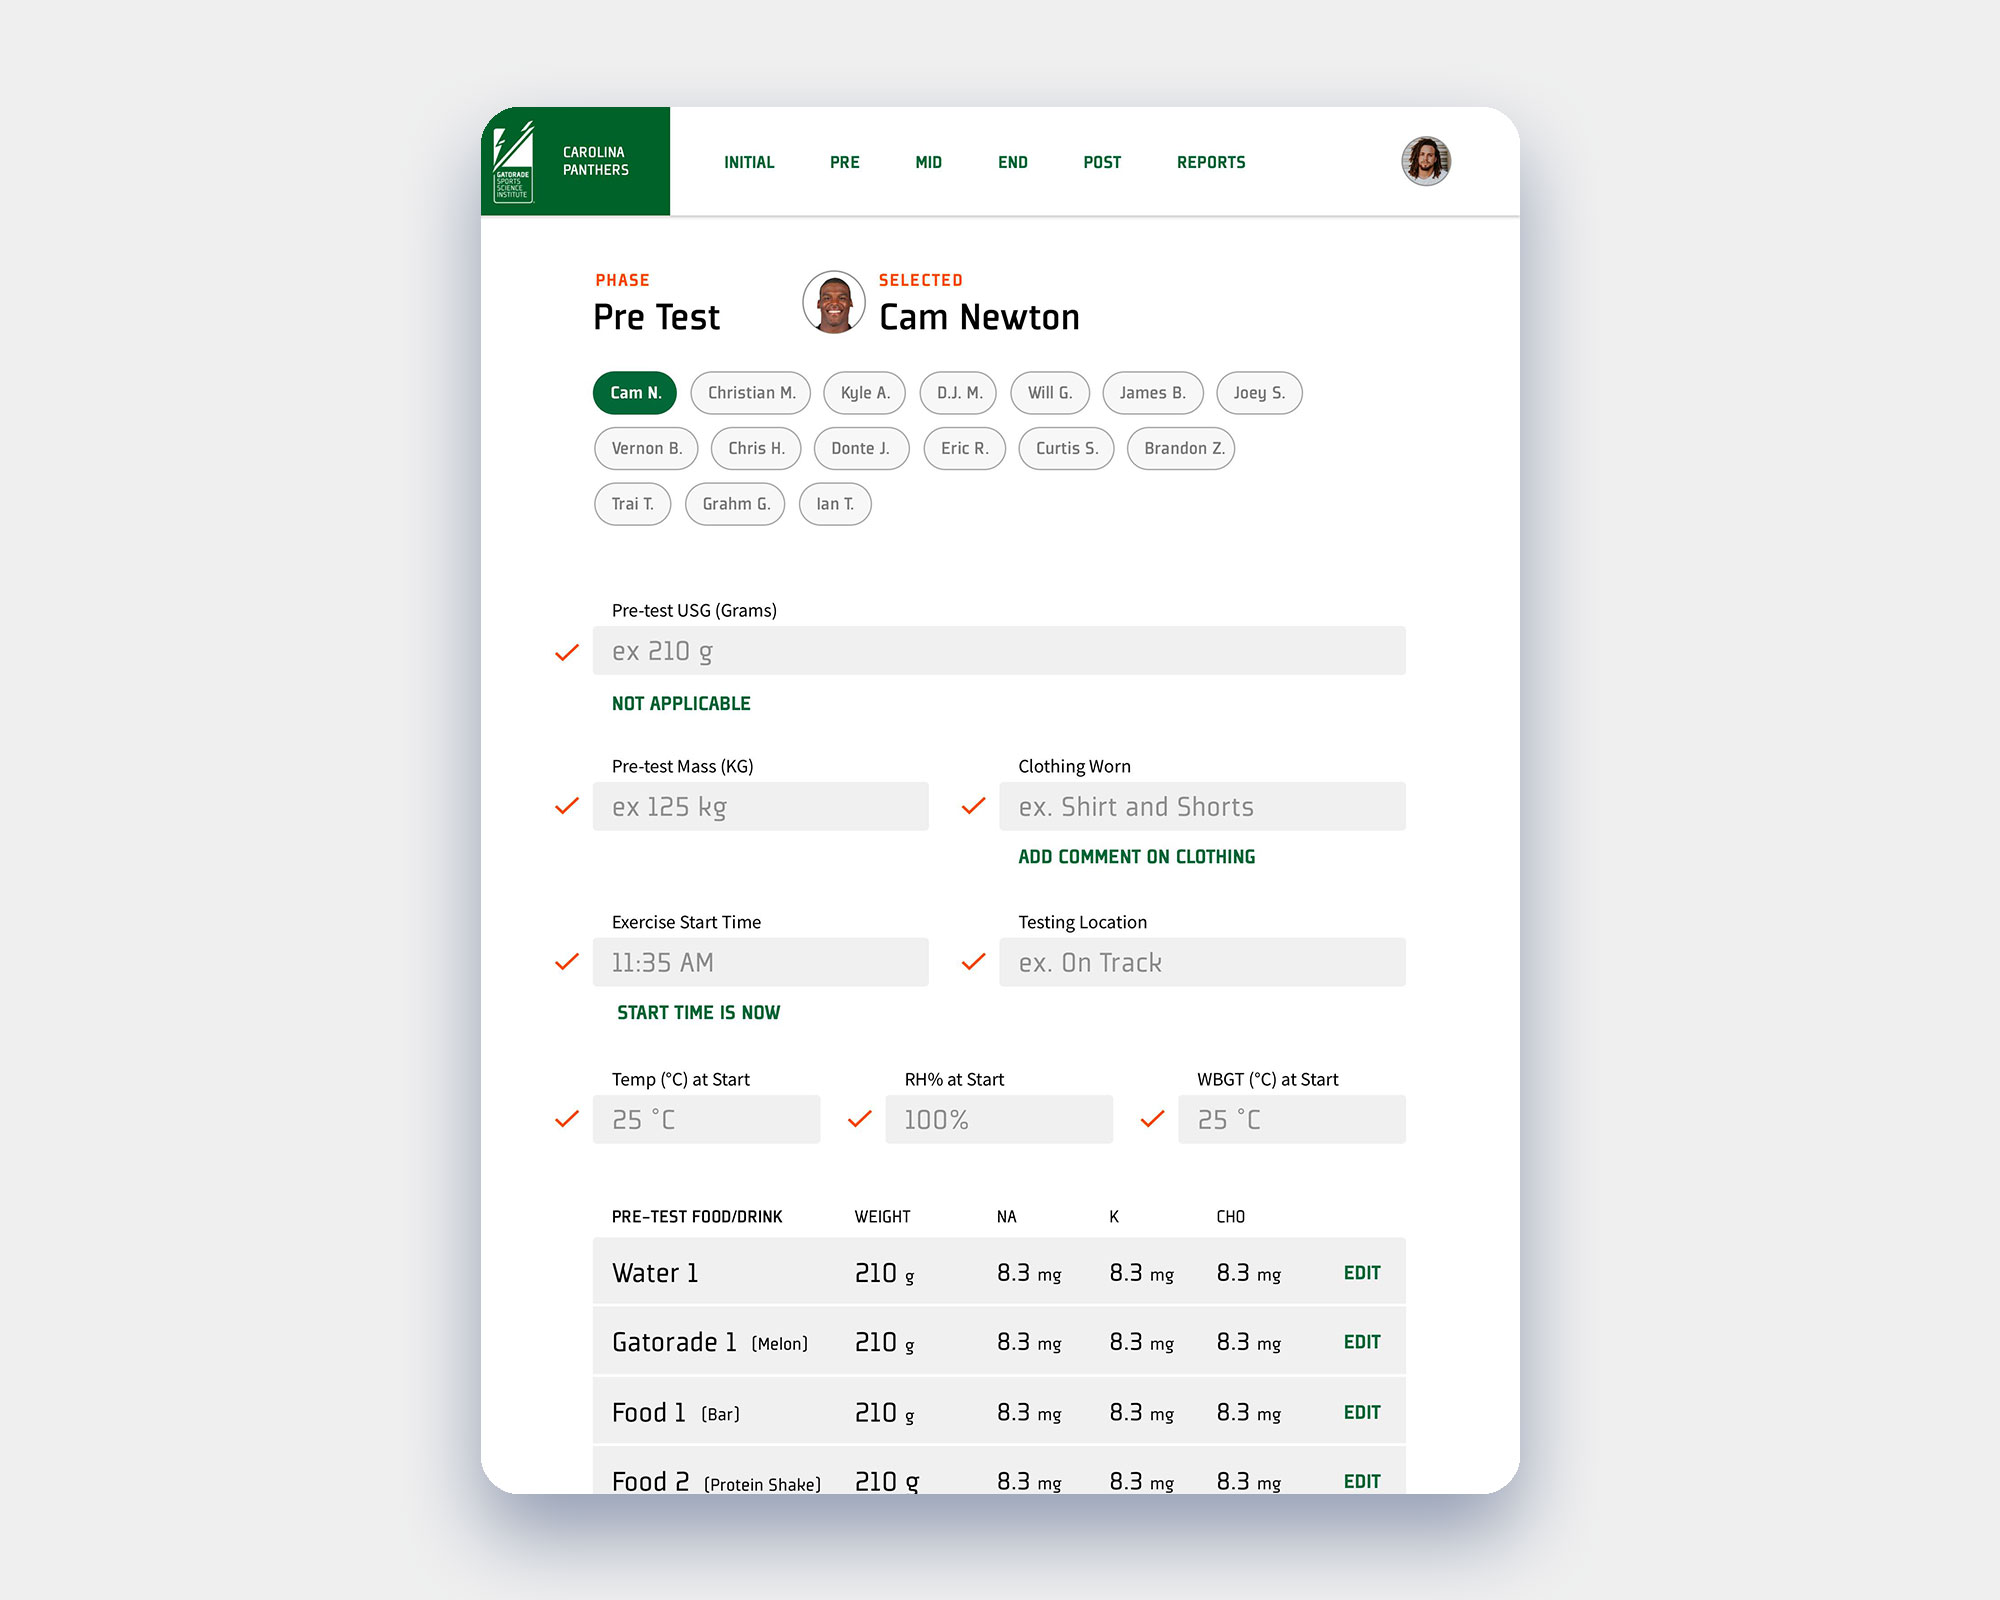 GATORADE
SPORTS
SCIENCE
INSTITUTE
CAROLINA
PANTHERS
INITIAL PRE MID END POST REPORTS
PHASE
Pre Test
SELECTED
Cam Newton
Cam N. Christian M. Kyle A. D.J. M. Will G. James B. Joey S.
Vernon B. Chris H. Donte J. Eric R. Curtis S. Brandon Z.
Trai T. Grahm G. Ian T.
Pre-test USG (Grams)
ex 210 g
NOT APPLICABLE
Pre-test Mass (KG) Clothing Worn
ex 125 kg ex. Shirt and Shorts
ADD COMMENT ON CLOTHING
Exercise Start Time Testing Location
11:35 AM ex. On Track
START TIME IS NOW
Temp (°C) at Start RH% at Start WBGT (°C) at Start
25 °C 100% 25 °C
PRE-TEST FOOD/DRINK WEIGHT NA K CHO
Water 1 210 g 8.3 mg 8.3 mg 8.3 mg EDIT
Gatorade 1 (Melon) 210 g 8.3 mg 8.3 mg 8.3 mg EDIT
Food 1 (Bar) 210 g 8.3 mg 8.3 mg 8.3 mg EDIT
Food 2 (Protein Shake) 210 g 8.3 mg 8.3 mg 8.3 mg EDIT